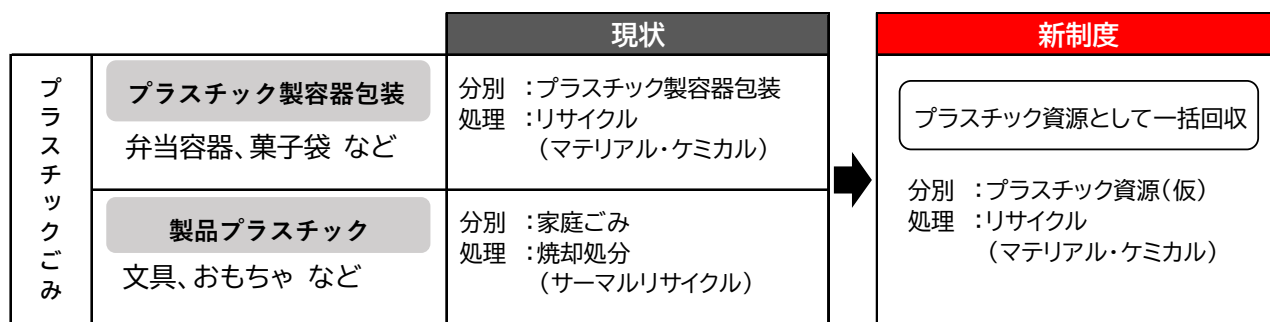 現状
新制度
プラスチックごみ
プラスチック製容器包装
弁当容器、菓子袋 など
分別 ：プラスチック製容器包装
処理 ：リサイクル
（マテリアル・ケミカル）
製品プラスチック
文具、おもちゃ など
分別 ：家庭ごみ
処理 ：焼却処分
（サーマルリサイクル）
プラスチック資源として一括回収
分別 ：プラスチック資源（仮）
処理 ：リサイクル
（マテリアル・ケミカル）